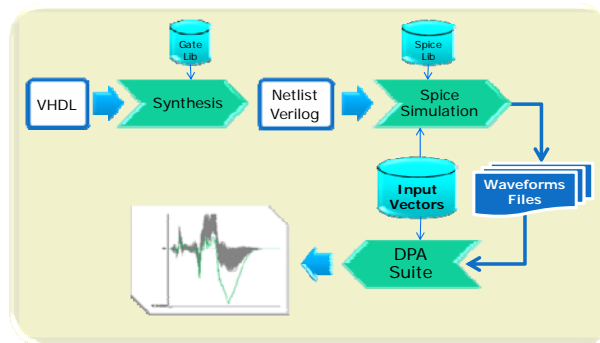 Gate
Lib
Spice
Lib
VHDL
Synthesis
Netlist
Verilog
Spice
Simulation
Input
Vectors
Waveforms
Files
DPA
Suite